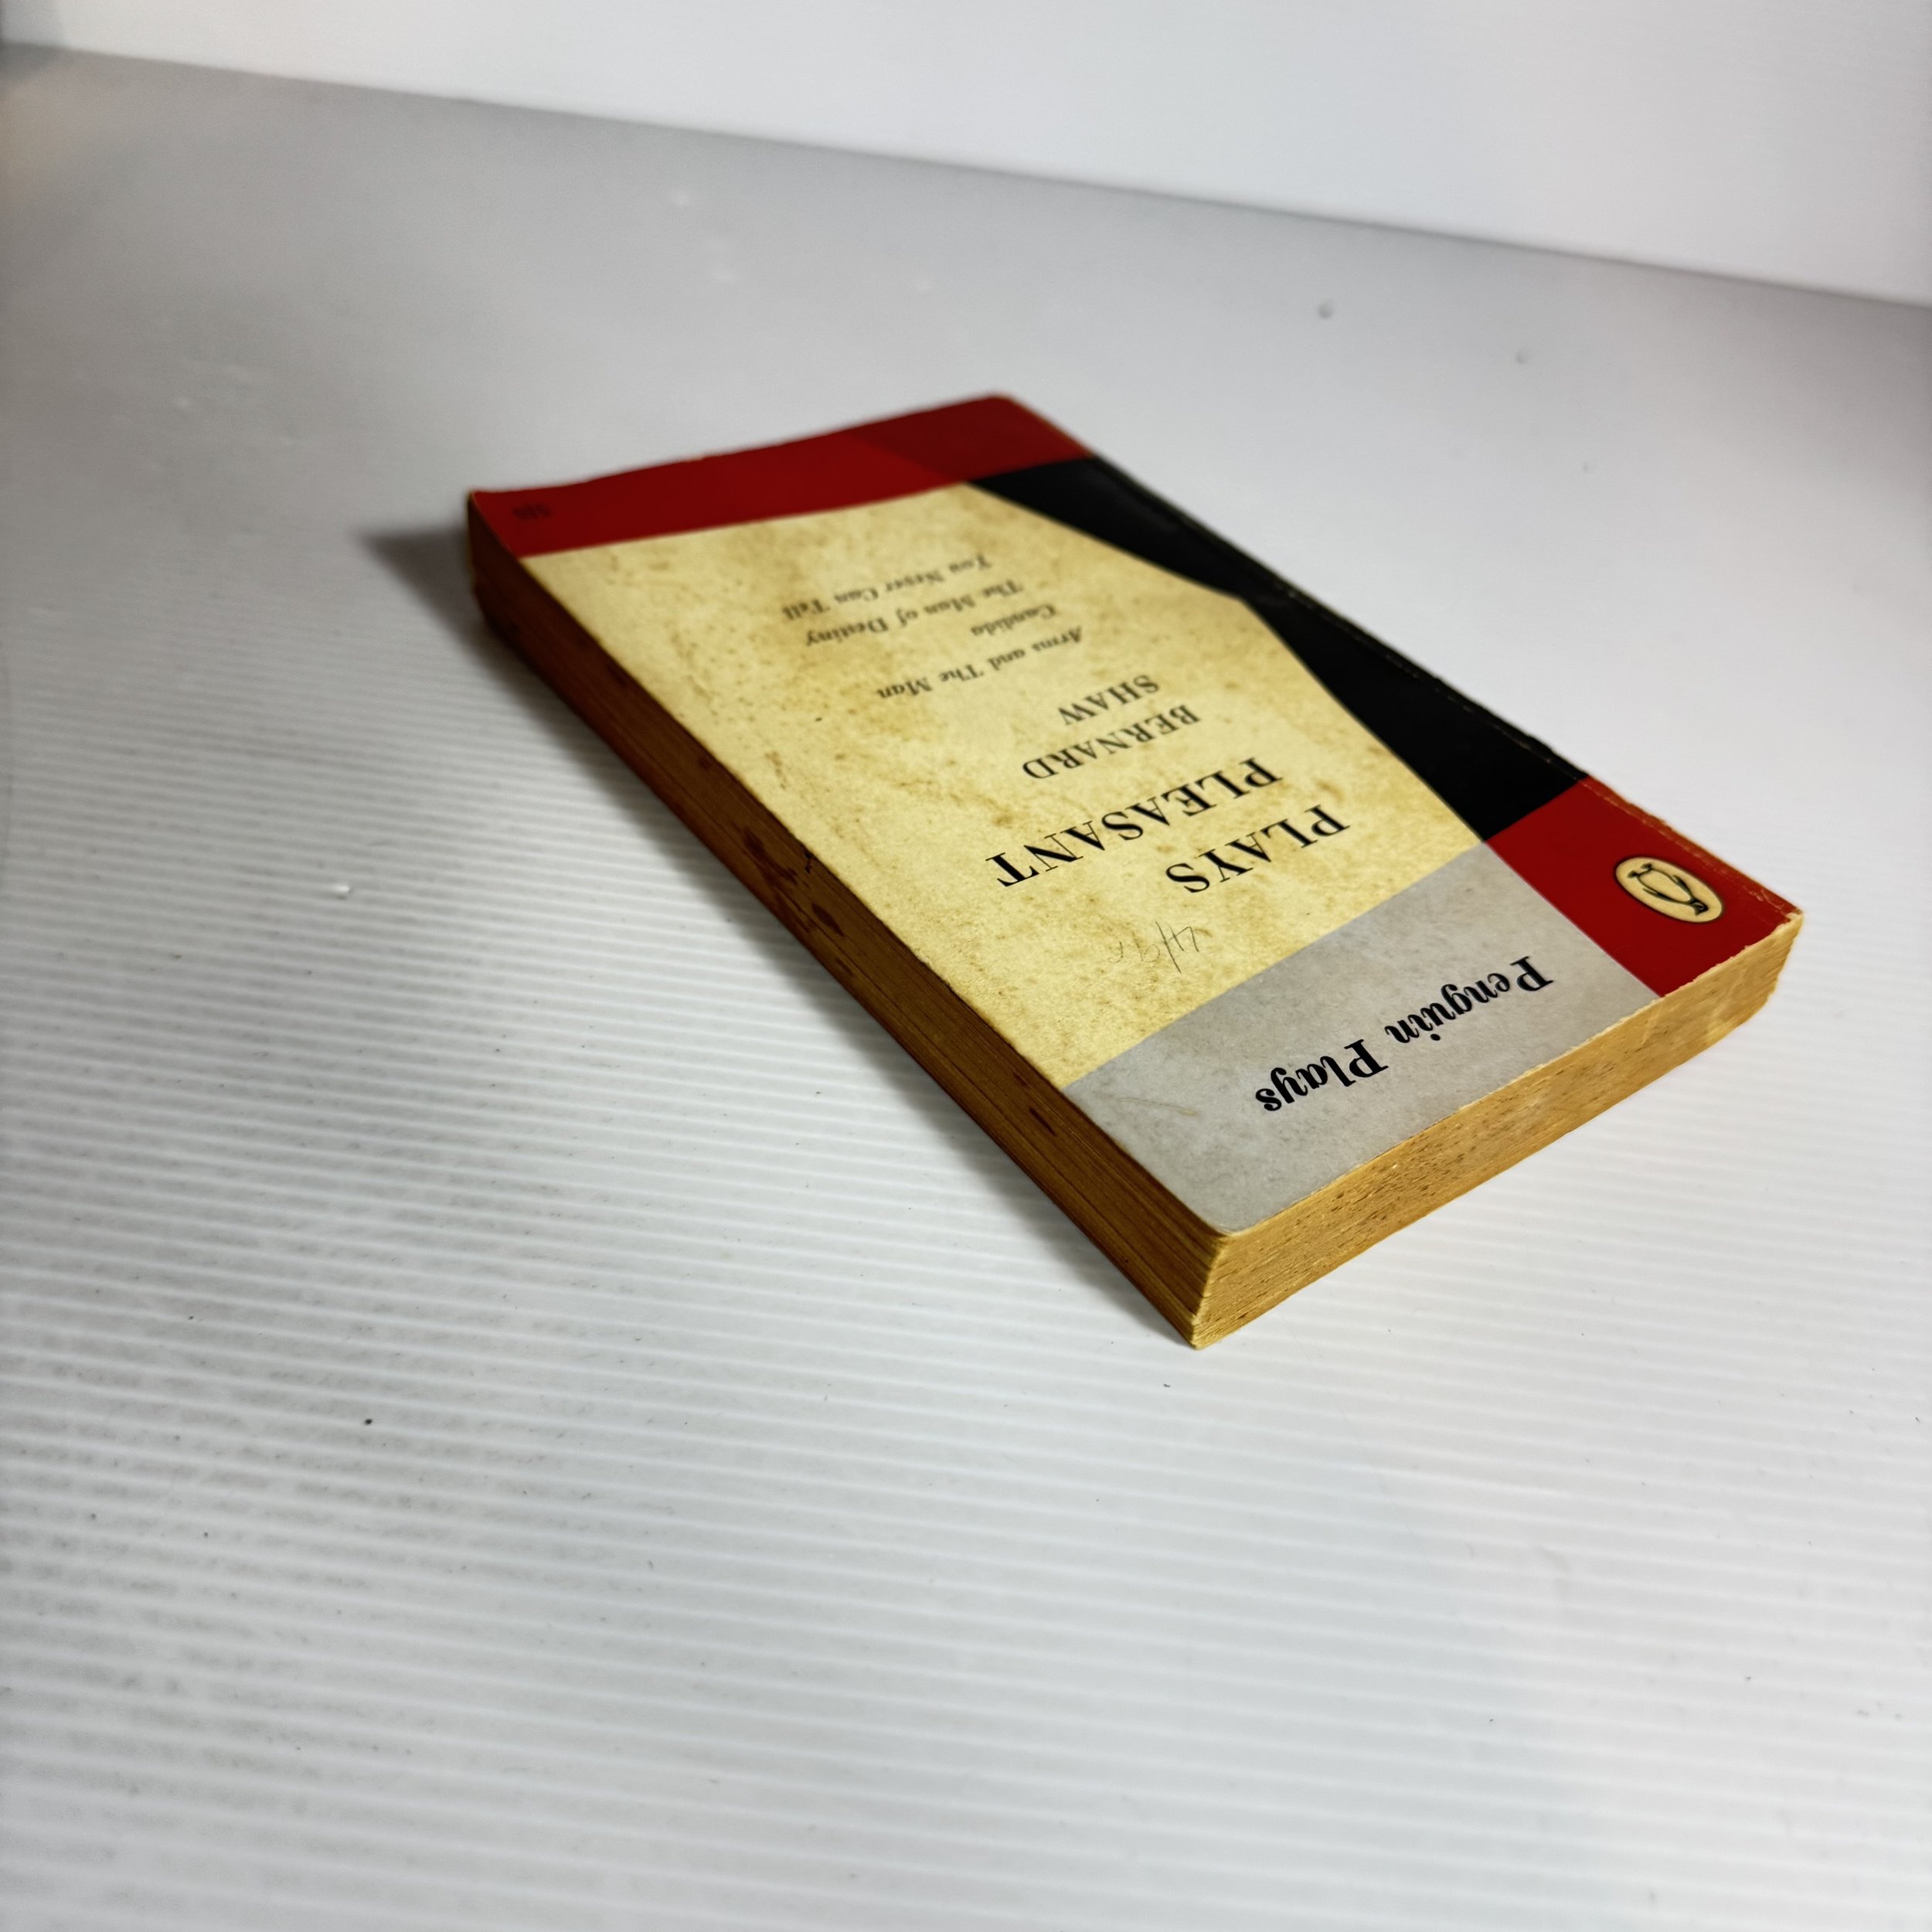 Penguin Plays
PLAYS
PLEASANT
BERNARD
SHAW
Arms and The Man
Candida
The Man of Destiny
You Never Can Tell